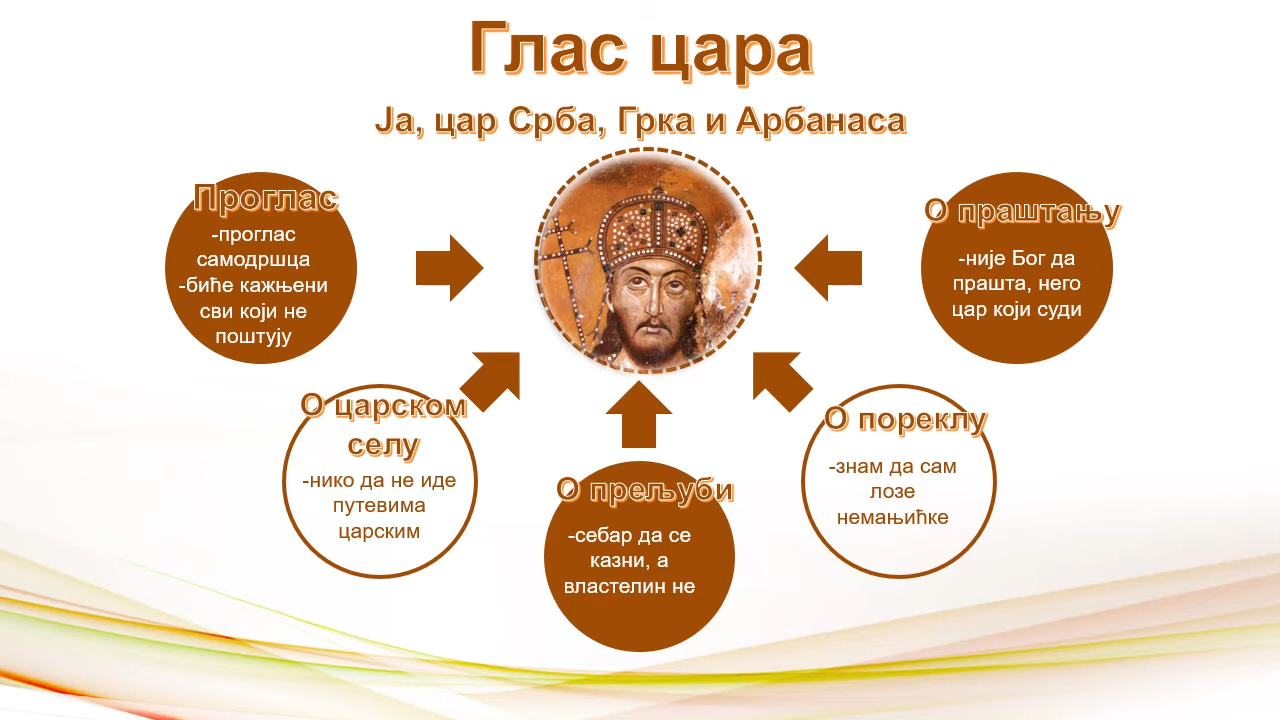 Глас цара
Ја, цар Срба, Грка и Арбанаса
Проглас
-проглас
самодршца
-биће кажњени
сви који не
поштују
О праштању
-није Бог да
прашта, него
цар који суди
О царском
селу
-нико да не иде
путевима
царским
О прељуби
-себар да се
казни, а
властелин не
О пореклу
-знам да сам
лозе
немањићке